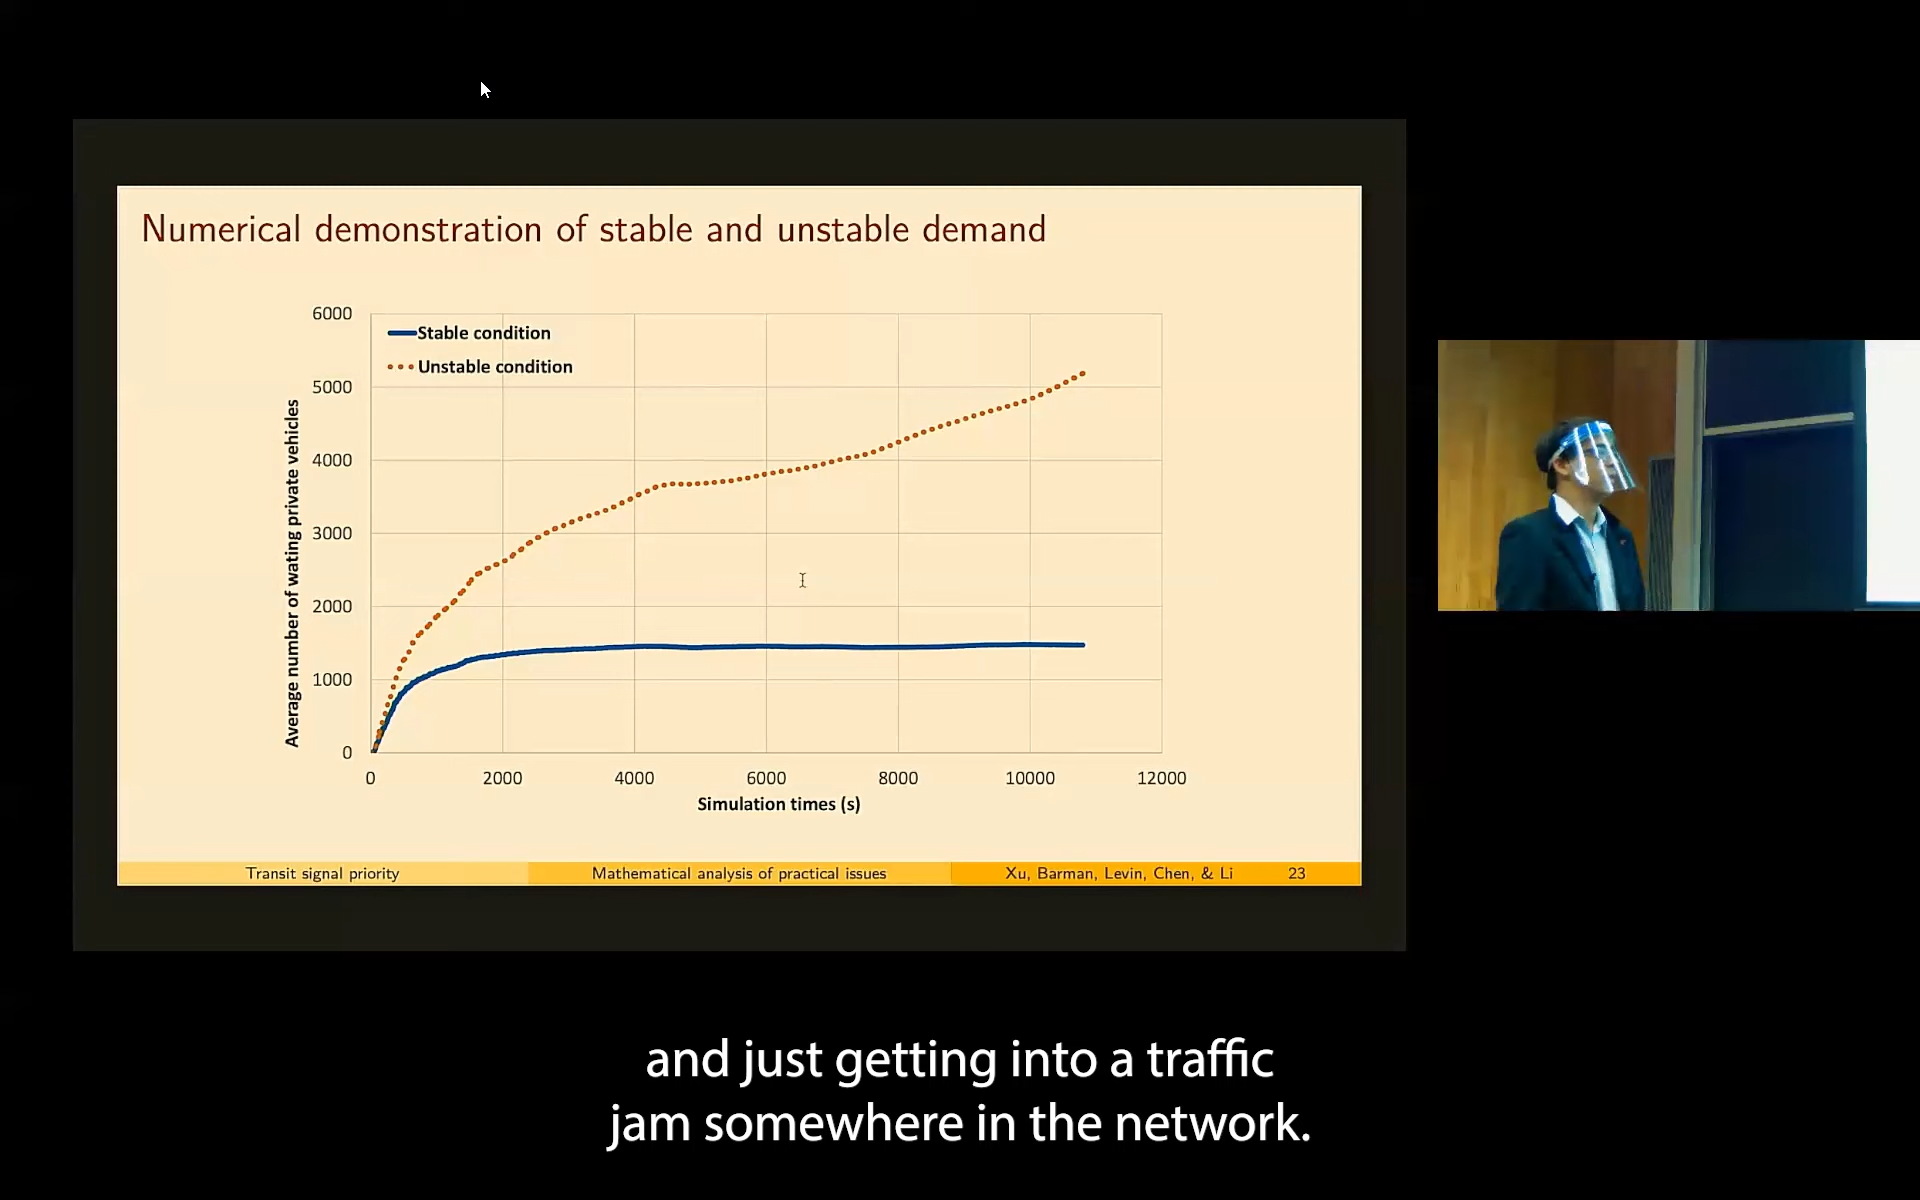 Numerical demonstration of stable and unstable demand
6000
5000
4000
3000
2000
1000
0
Stable condition
Unstable condition
Average number of wating private vehicles
0 2000 4000 6000 8000 10000 12000
Simulation times (s)
Transit signal priority Mathematical analysis of practical issues Xu, Barman, Levin, Chen, & Li 23
and just getting into a traffic
jam somewhere in the network.